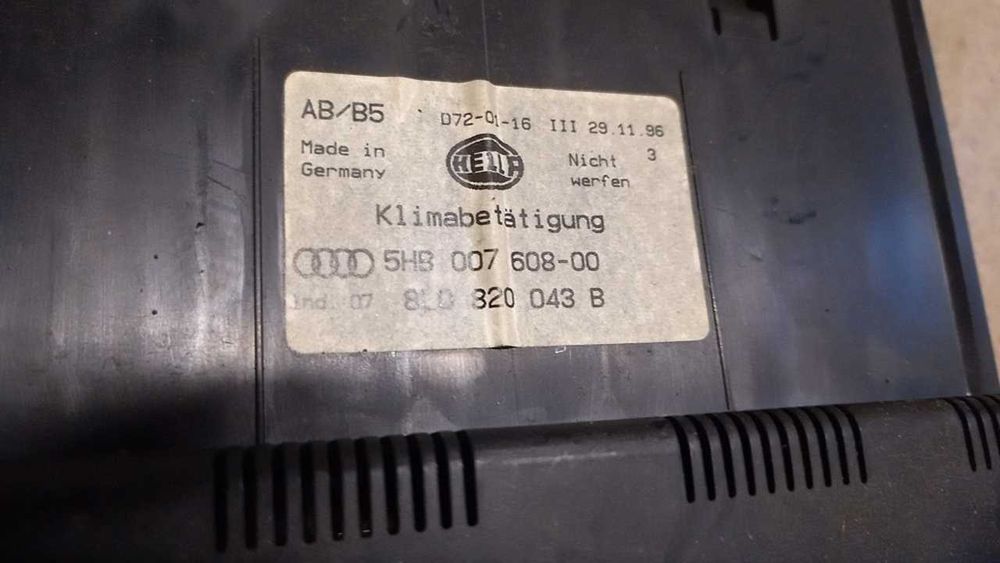 AB/B5
D72-01-16 III 29.11.96
3
Made in
Germany
HELLA
Nicht
werfen
Klimabetätigung
5HB 007 608-00
Ind. 07 8L0 820 043 B